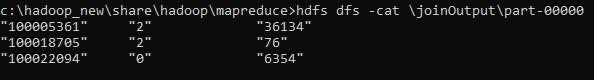 c:\hadoop_new\share\hadoop\mapreduce>hdfs dfs -cat \joinOutput\part-00000
"100005361" "2" "36134"
"100018705" "2" "76"
"100022094" "0" "6354"